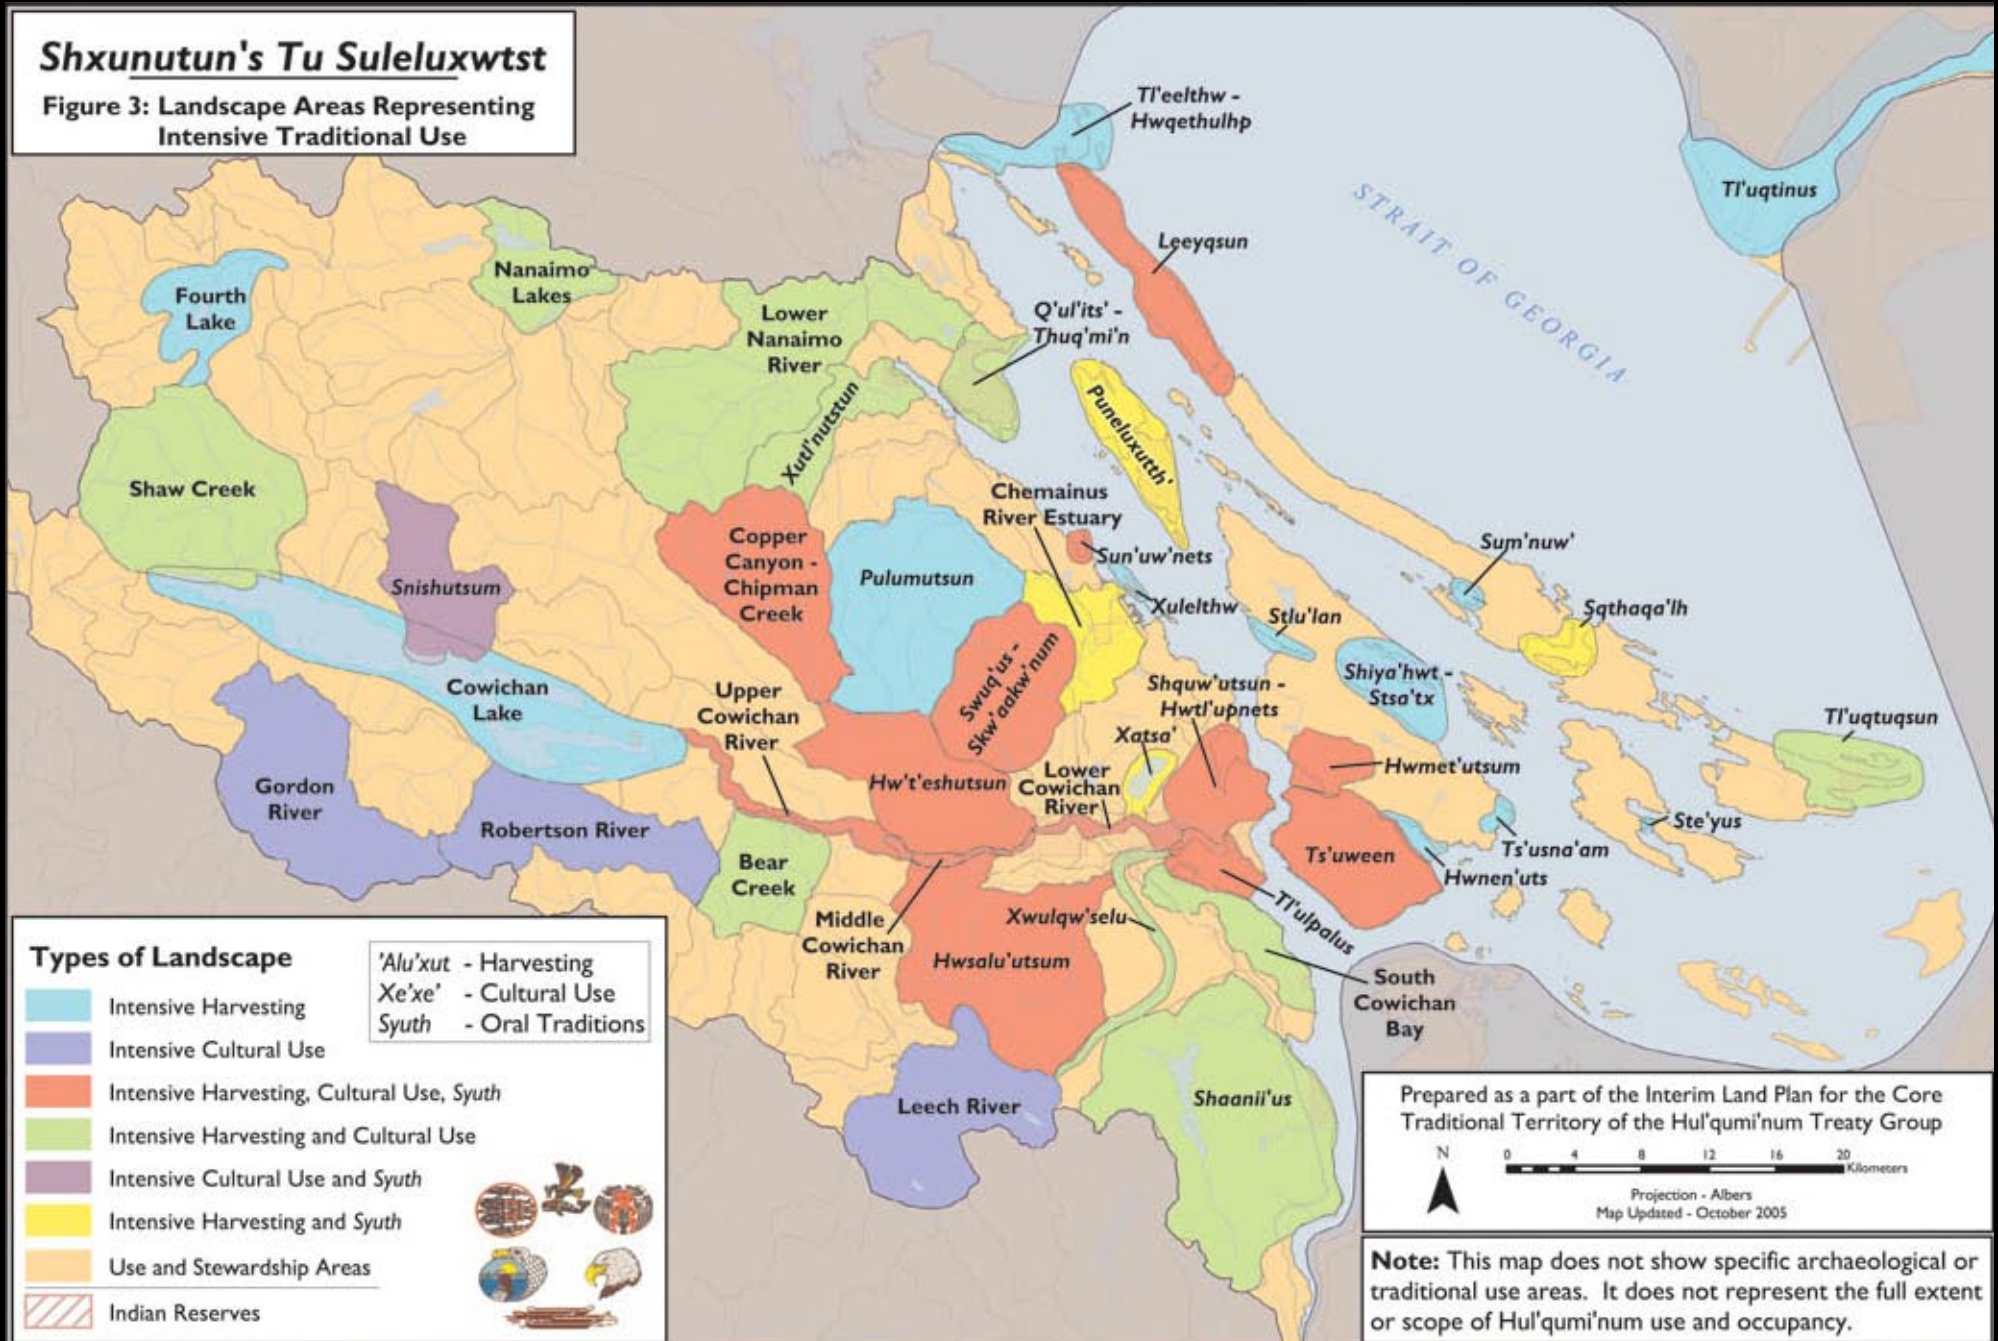 Shxunutun's Tu Suleluxwtst
Figure 3: Landscape Areas Representing
Intensive Traditional Use
Tl'eelthw -
Hwqethulhp
Tl'uqtinus
STRAIT OF GEORGIA
Leeyqsun
Nanaimo
Lakes
Fourth
Lake
Lower
Nanaimo
River
Q'ul'its' -
Thuq'mi'n
Xutl'nutstun
Puneluxutth'
Shaw Creek
Chemainus
River Estuary
Copper
Canyon -
Chipman
Creek
Sun'uw'nets
Sum'nuw'
Pulumutsun
Snishutsum
Xulelthw
Stlu'lan
Sqthaqa'lh
Swuq'us -
Skw'aakw'num
Shiya'hwt -
Stsa'tx
Cowichan
Lake
Upper
Cowichan
River
Shquw'utsun -
Hwtl'upnets
Xatsa'
Tl'uqtuqsun
Gordon
River
Hw't'eshutsun
Lower
Cowichan
River
Hwmet'utsum
Robertson River
Ste'yus
Bear
Creek
Ts'uween
Ts'usna'am
Hwnen'uts
Tl'ulpalus
Middle
Cowichan
River
Xwulqw'selu
Hwsalu'utsum
South
Cowichan
Bay
Leech River
Shaanii'us
Types of Landscape
'Alu'xut - Harvesting
Xe'xe' - Cultural Use
Syuth - Oral Traditions
Intensive Harvesting
Intensive Cultural Use
Intensive Harvesting, Cultural Use, Syuth
Intensive Harvesting and Cultural Use
Intensive Cultural Use and Syuth
Intensive Harvesting and Syuth
Use and Stewardship Areas
Indian Reserves
Prepared as a part of the Interim Land Plan for the Core
Traditional Territory of the Hul'qumi'num Treaty Group
N
0 4 8 12 16 20
Kilometers
Projection - Albers
Map Updated - October 2005
Note: This map does not show specific archaeological or
traditional use areas. It does not represent the full extent
or scope of Hul'qumi'num use and occupancy.